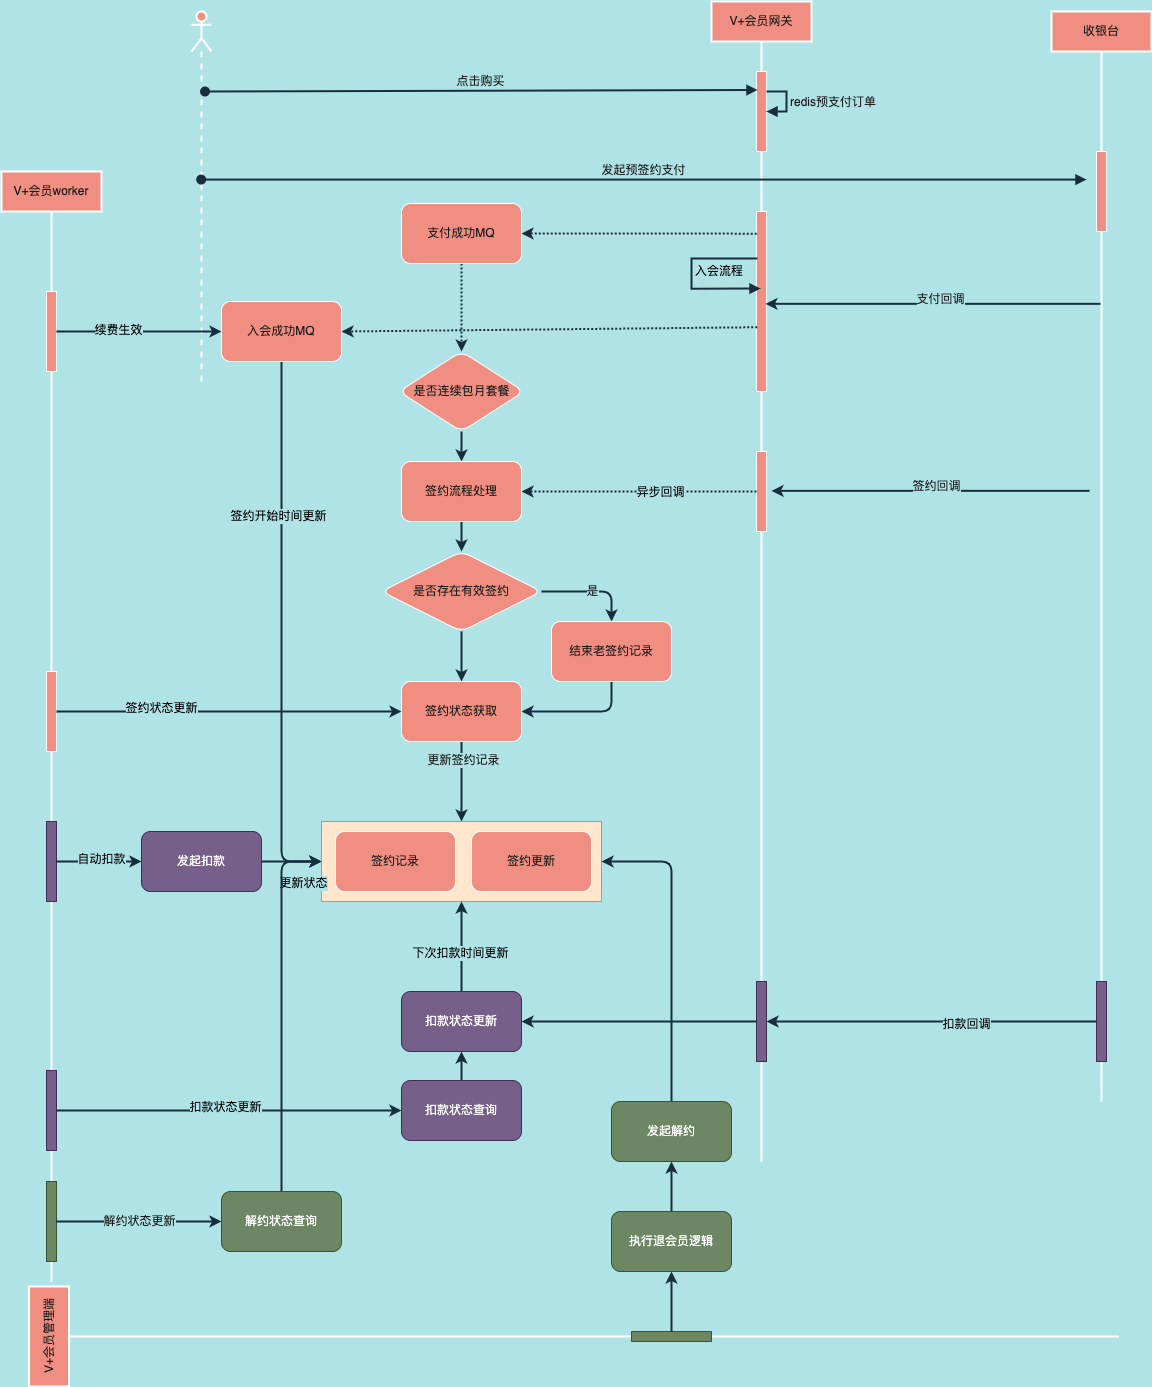 V+会员网关
收银台
点击购买
redis预支付订单
发起预签约支付
V+会员worker
支付成功MQ
入会流程
支付回调
续费生效
入会成功MQ
是否连续包月套餐
签约流程处理
异步回调
签约回调
签约开始时间更新
是否存在有效签约
是
结束老签约记录
签约状态更新
签约状态获取
更新签约记录
自动扣款
发起扣款
签约记录
签约更新
更新状态
下次扣款时间更新
扣款状态更新
扣款回调
扣款状态更新
扣款状态查询
发起解约
解约状态更新
解约状态查询
执行退会员逻辑
V+会员管理端